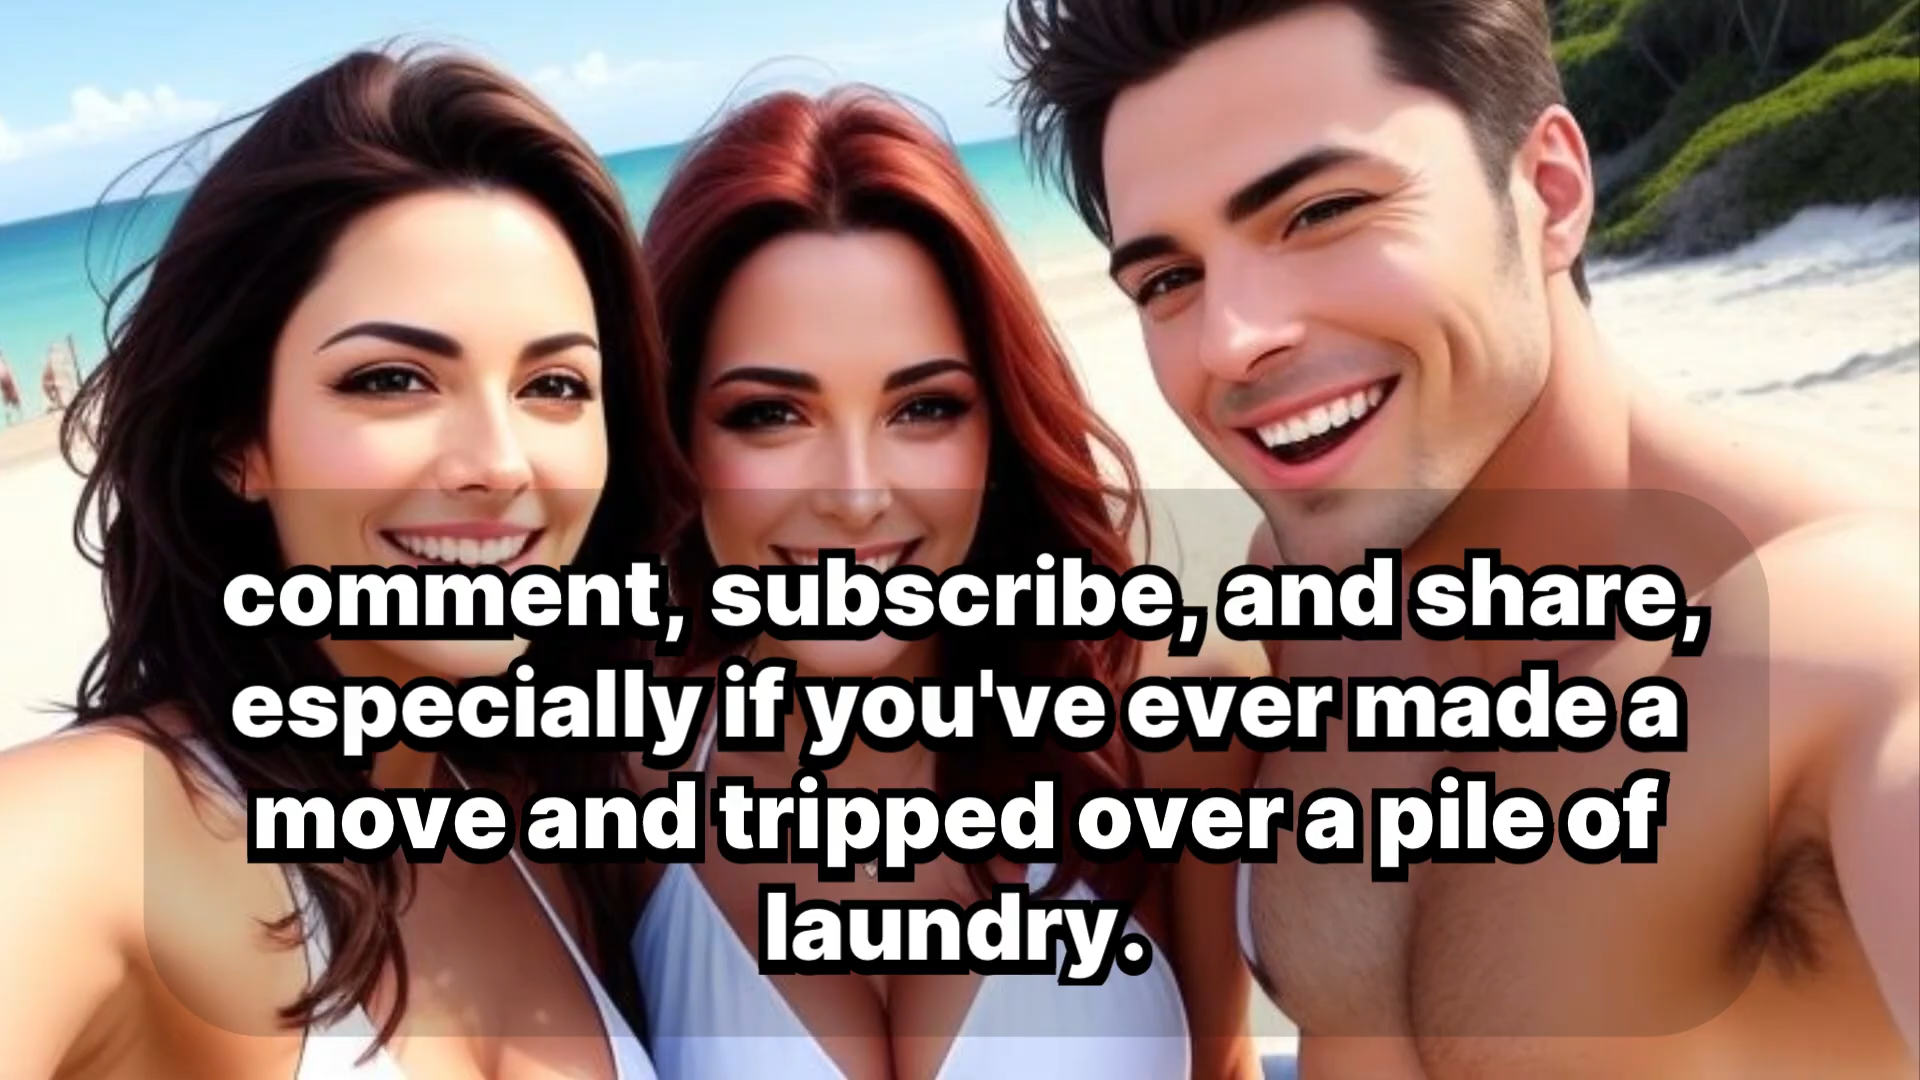 comment, subscribe, and share,
especially if you've ever made a
move and tripped over a pile of
laundry.